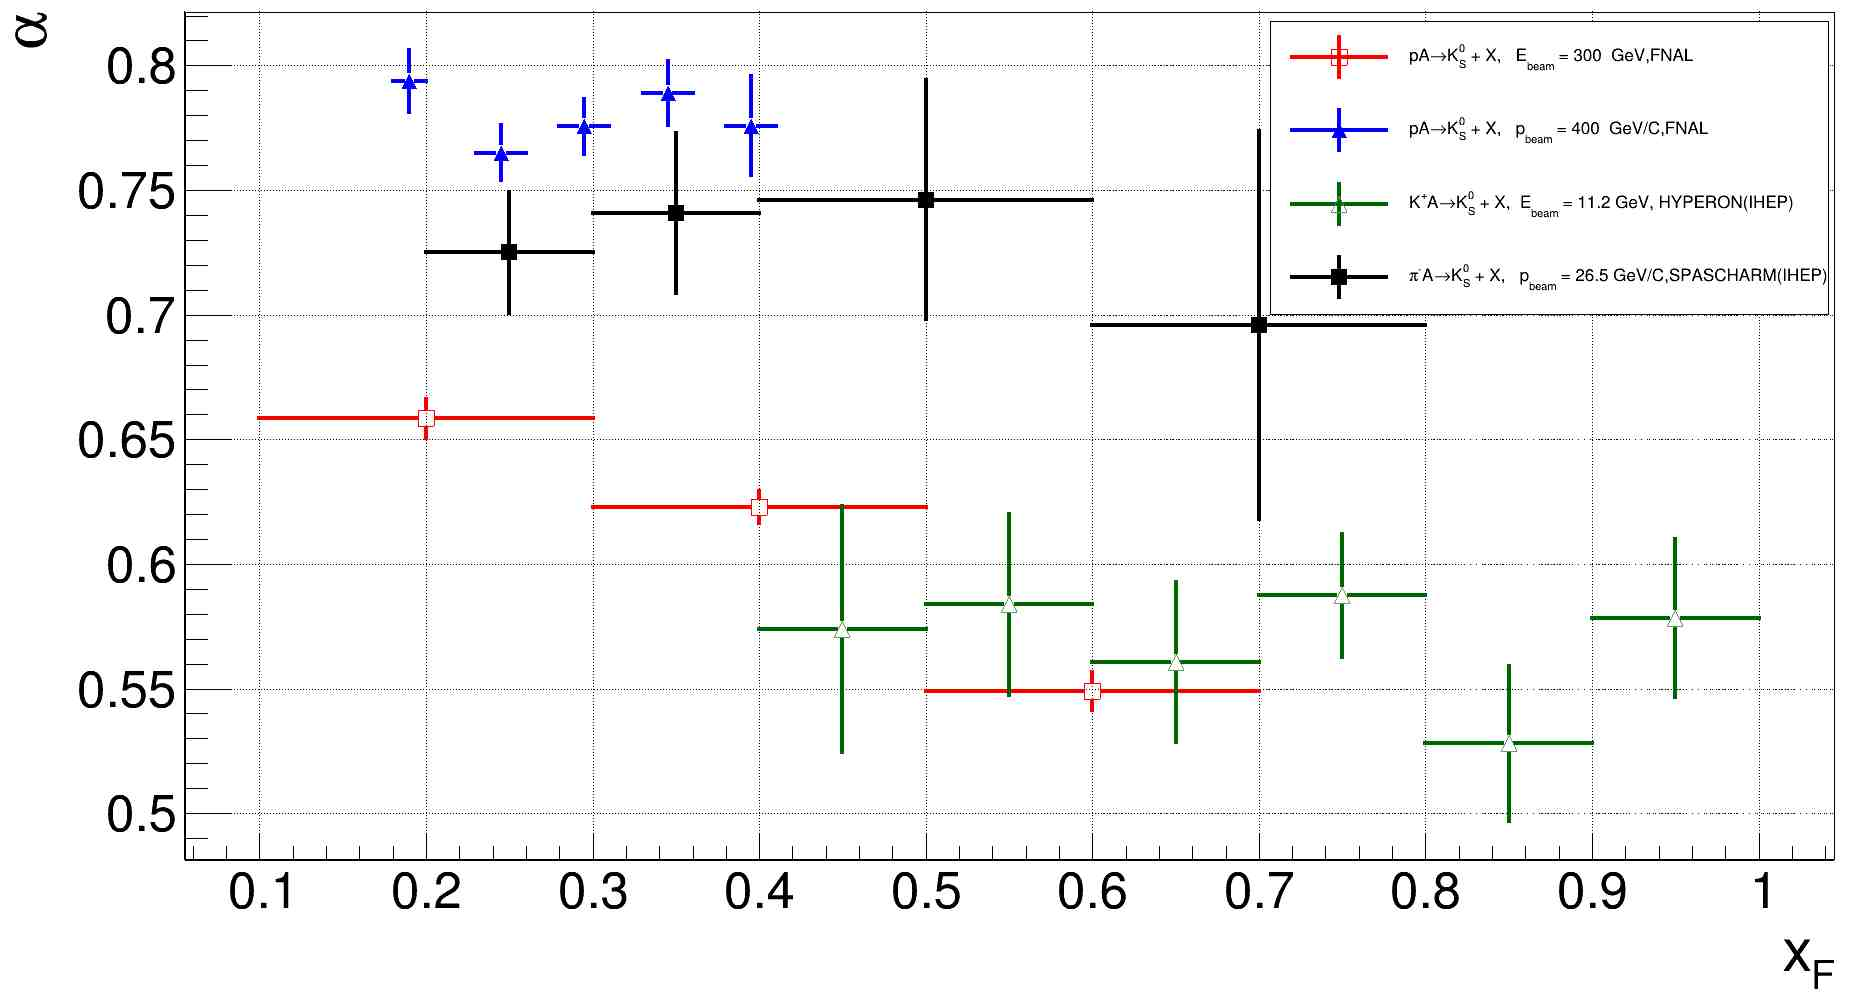 α
pA→K⁰_S + X, E_beam = 300 GeV,FNAL
pA→K⁰_S + X, p_beam = 400 GeV/C,FNAL
K⁺A→K⁰_S + X, E_beam = 11.2 GeV, HYPERON(IHEP)
π⁻A→K⁰_S + X, p_beam = 26.5 GeV/C,SPASCHARM(IHEP)
0.8
0.75
0.7
0.65
0.6
0.55
0.5
0.1 0.2 0.3 0.4 0.5 0.6 0.7 0.8 0.9 1
x_F